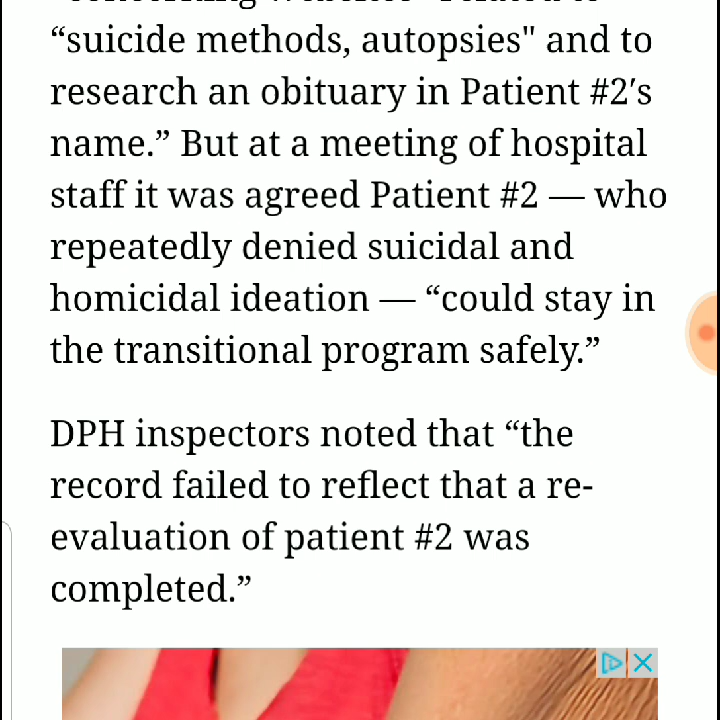 “suicide methods, autopsies" and to
research an obituary in Patient #2′s
name.” But at a meeting of hospital
staff it was agreed Patient #2 — who
repeatedly denied suicidal and
homicidal ideation — “could stay in
the transitional program safely.”
DPH inspectors noted that “the
record failed to reflect that a re-
evaluation of patient #2 was
completed.”